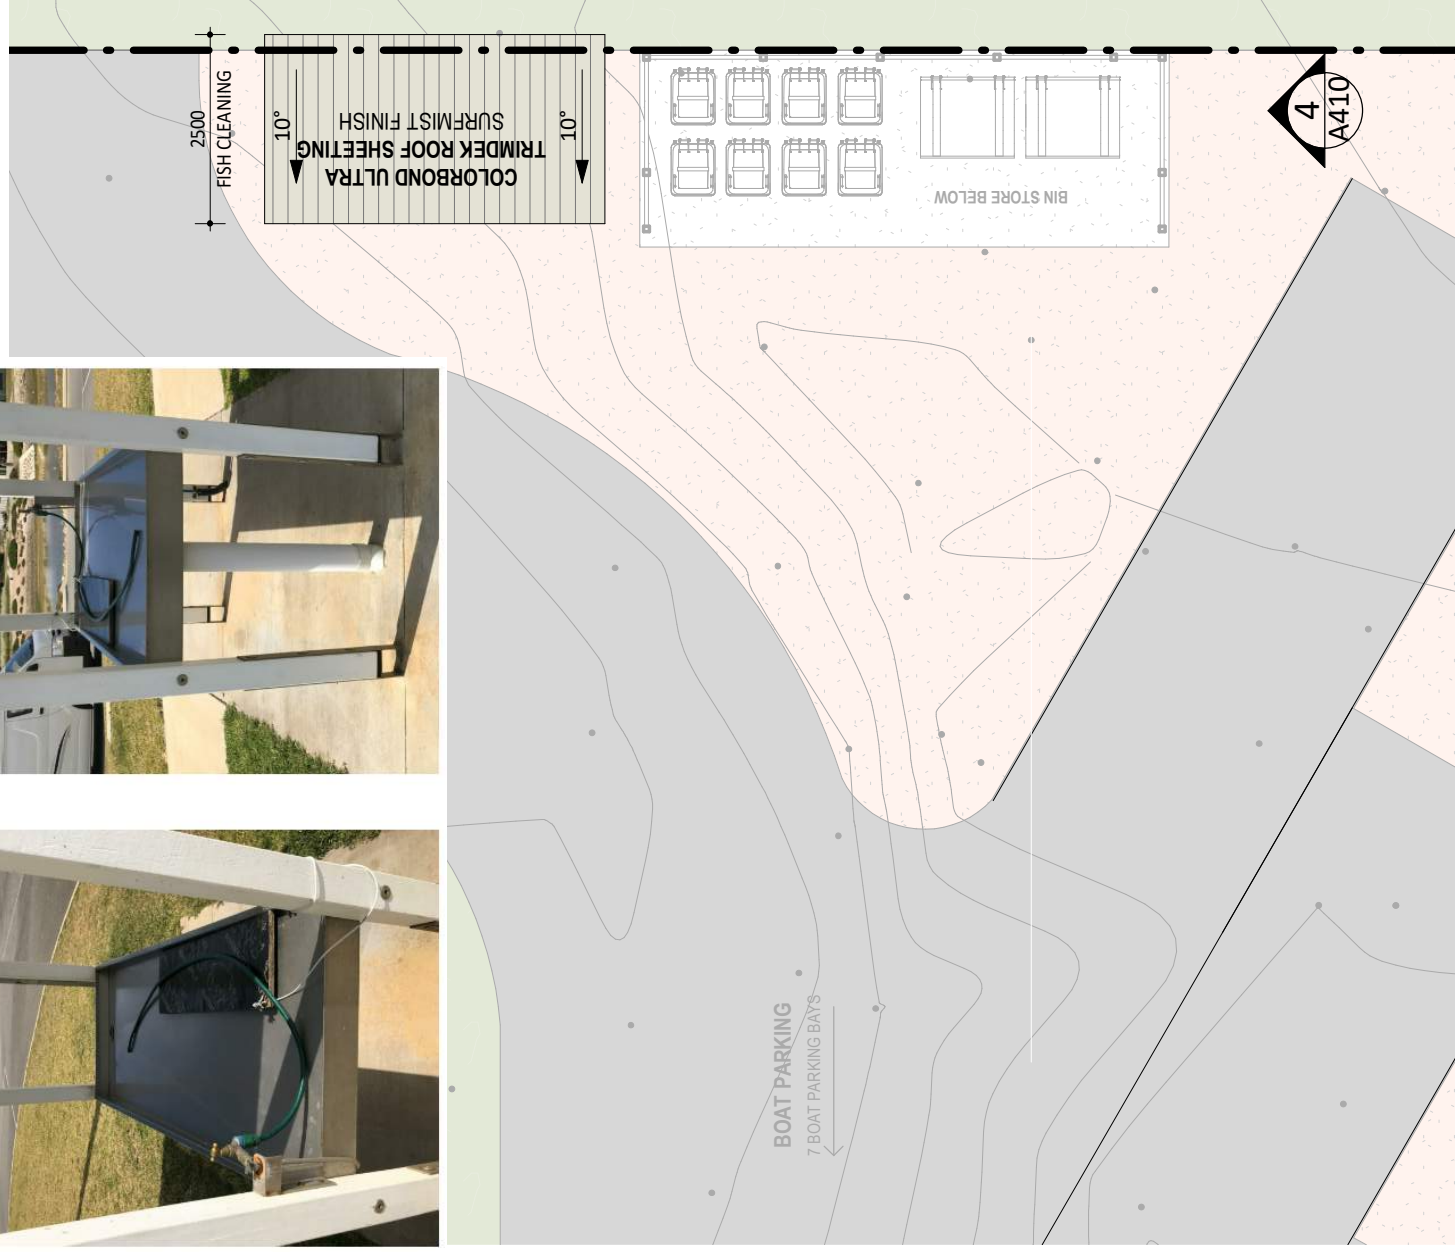 2500
FISH CLEANING
10°
10°
COLORBOND ULTRA
TRIMDEK ROOF SHEETING
SURFMIST FINISH
BIN STORE BELOW
4
A410
BOAT PARKING
7 BOAT PARKING BAYS